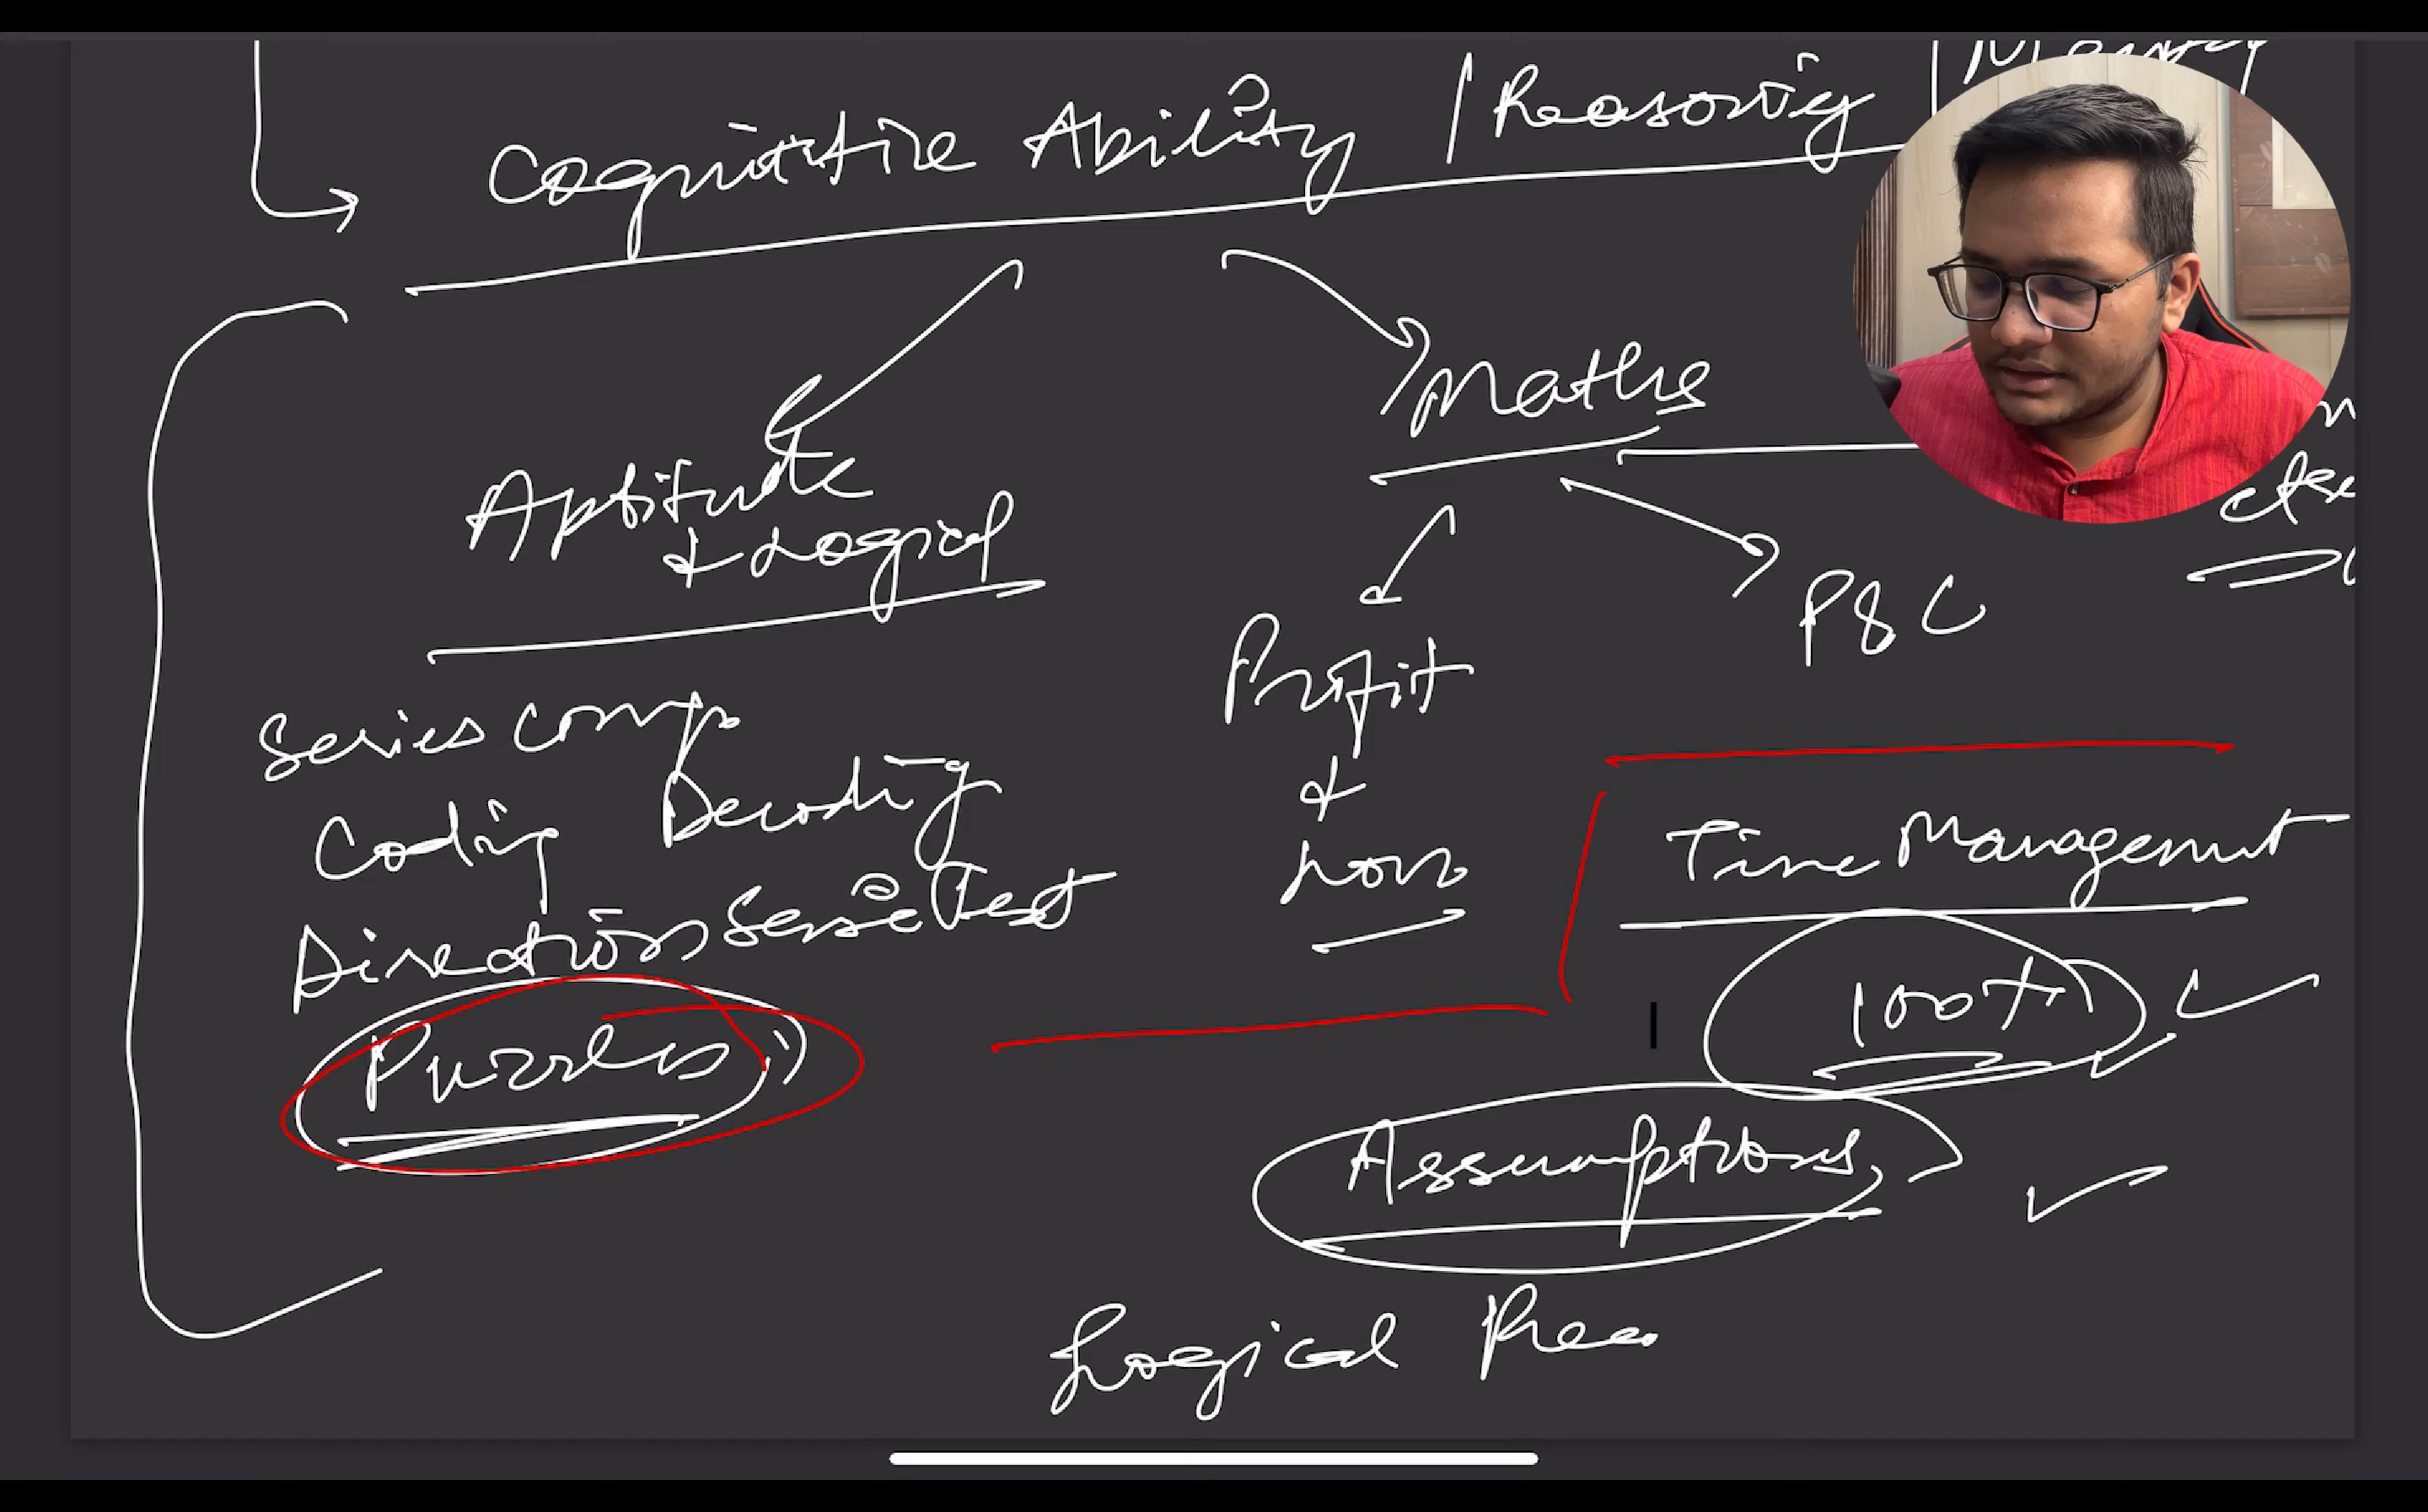 Cognitive Ability | Reasoning |
Maths
Aptitude
& Logical
etc
P&C
Profit
&
Loss
Series Comp
Coding Decoding
Direction Sense Test
Puzzles
Time Management
100%
Assumptions
Logical Rea